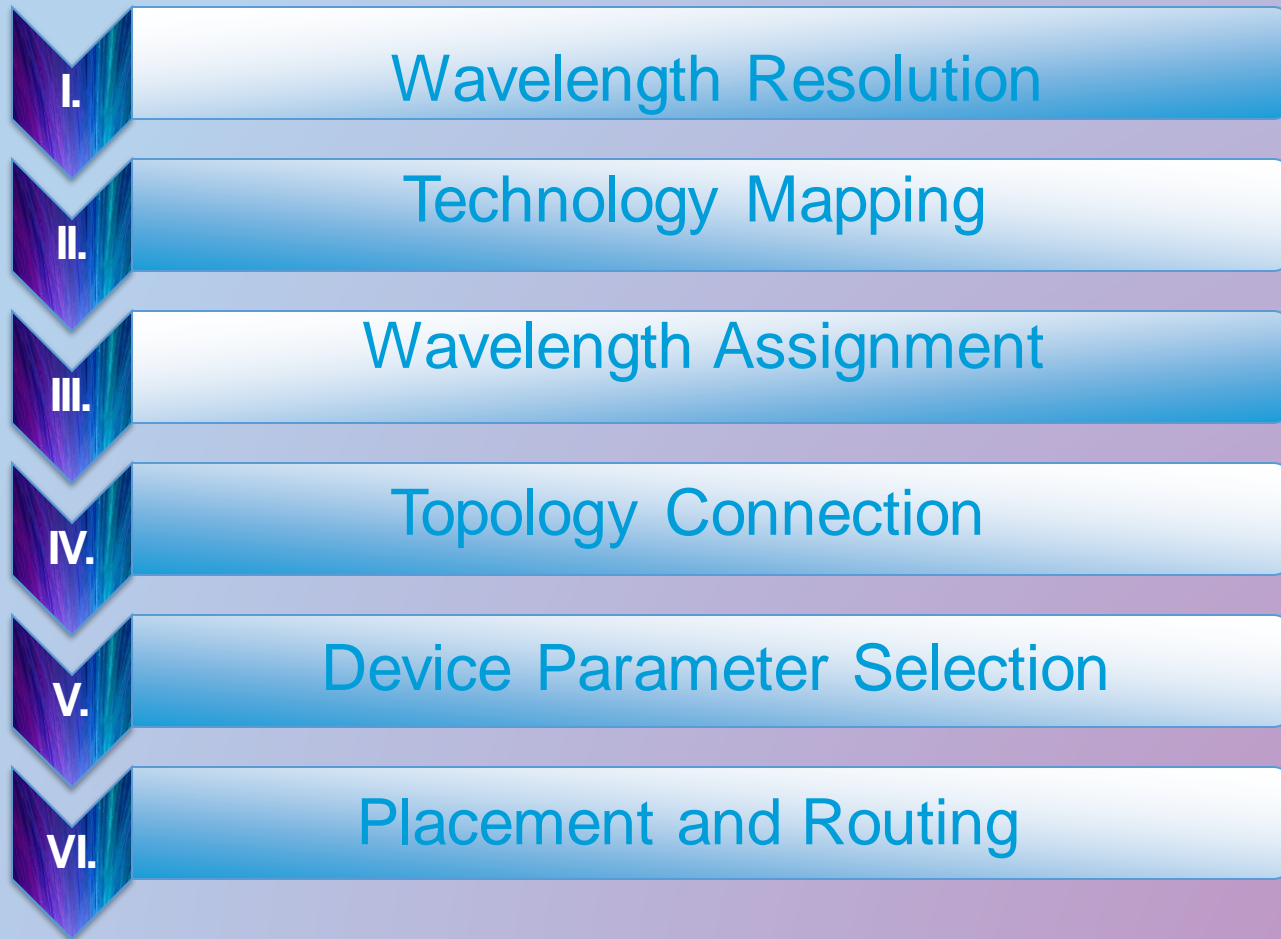 I. Wavelength Resolution
II. Technology Mapping
III. Wavelength Assignment
IV. Topology Connection
V. Device Parameter Selection
VI. Placement and Routing